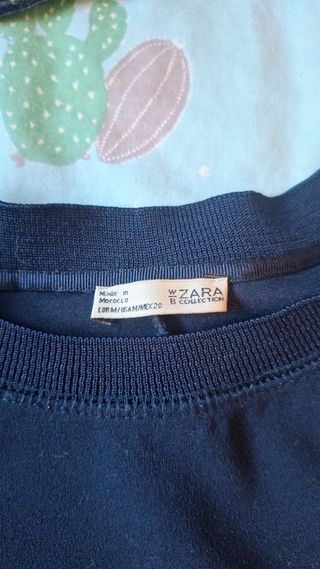 Made in
Morocco
EUR M/USA M/MEX 28
W/B ZARA
COLLECTION